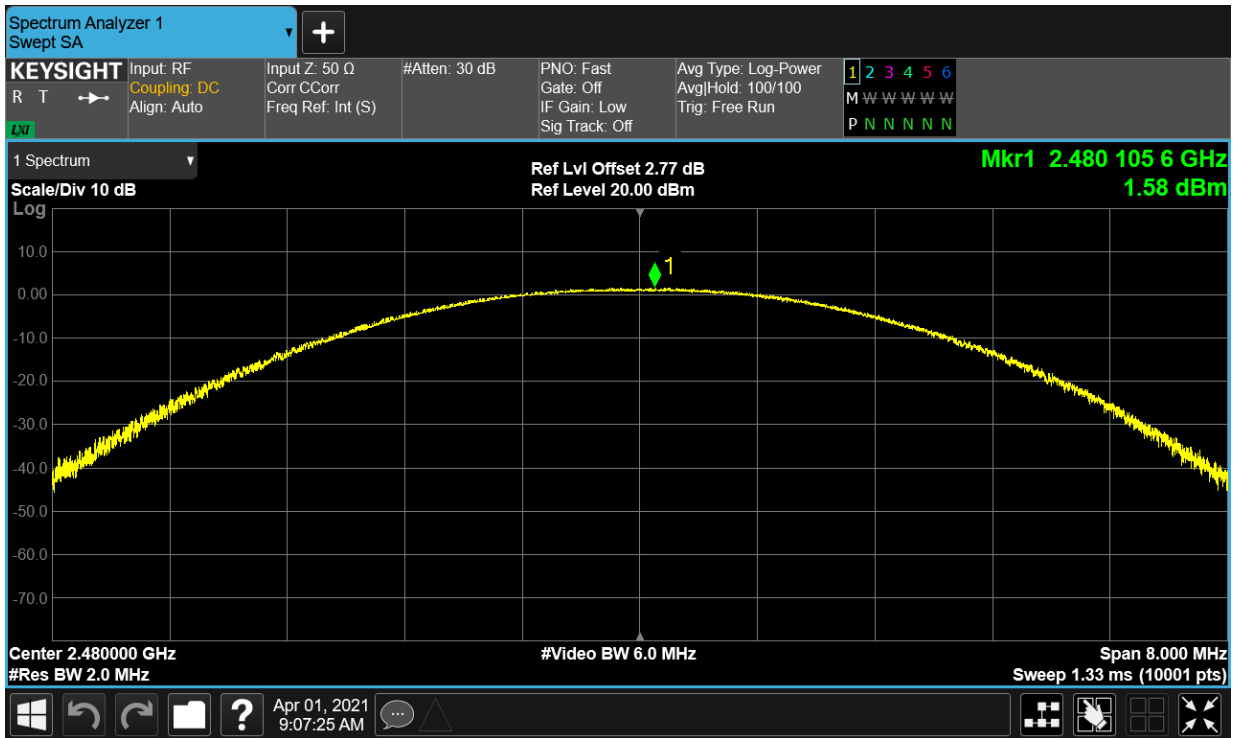 Spectrum Analyzer 1
Swept SA
KEYSIGHT
R T
LXI
Input: RF
Coupling: DC
Align: Auto
Input Z: 50 Ω
Corr CCorr
Freq Ref: Int (S)
#Atten: 30 dB
PNO: Fast
Gate: Off
IF Gain: Low
Sig Track: Off
Avg Type: Log-Power
Avg|Hold: 100/100
Trig: Free Run
1 2 3 4 5 6
M W W W W W
P N N N N N
1 Spectrum
Scale/Div 10 dB
Log
Ref Lvl Offset 2.77 dB
Ref Level 20.00 dBm
Mkr1 2.480 105 6 GHz
1.58 dBm
1
10.0
0.00
-10.0
-20.0
-30.0
-40.0
-50.0
-60.0
-70.0
Center 2.480000 GHz
#Video BW 6.0 MHz
Span 8.000 MHz
#Res BW 2.0 MHz
Sweep 1.33 ms (10001 pts)
?
Apr 01, 2021
9:07:25 AM